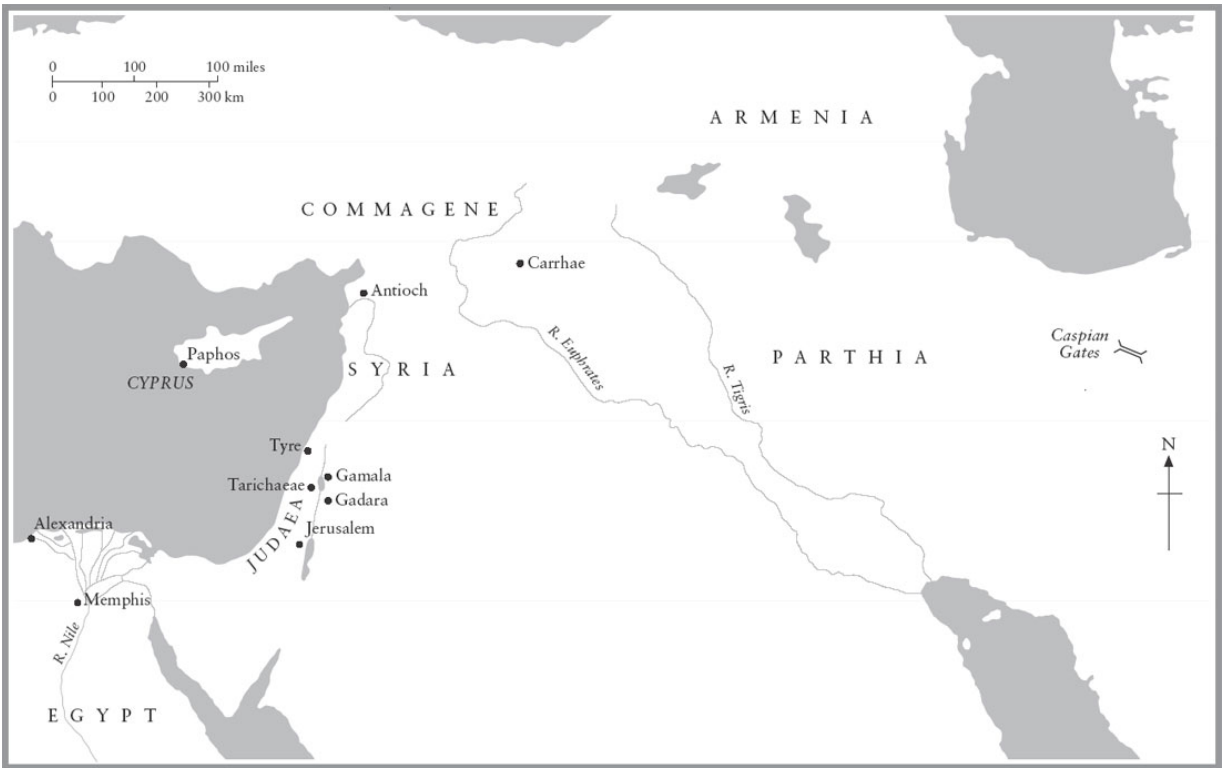 0 100 100 miles
0 100 200 300 km
ARMENIA
COMMAGENE
Carrhae
Antioch
R. Euphrates
Paphos
CYPRUS
SYRIA
PARTHIA
Caspian
Gates
R. Tigris
Tyre
Gamala
Tarichaeae
Gadara
N
JUDAEA
Jerusalem
Alexandria
Memphis
R. Nile
EGYPT